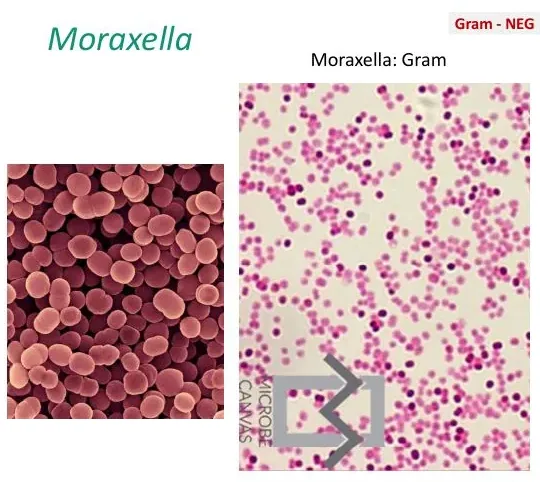 Moraxella
Gram - NEG
Moraxella: Gram
MICROBE
CANVAS